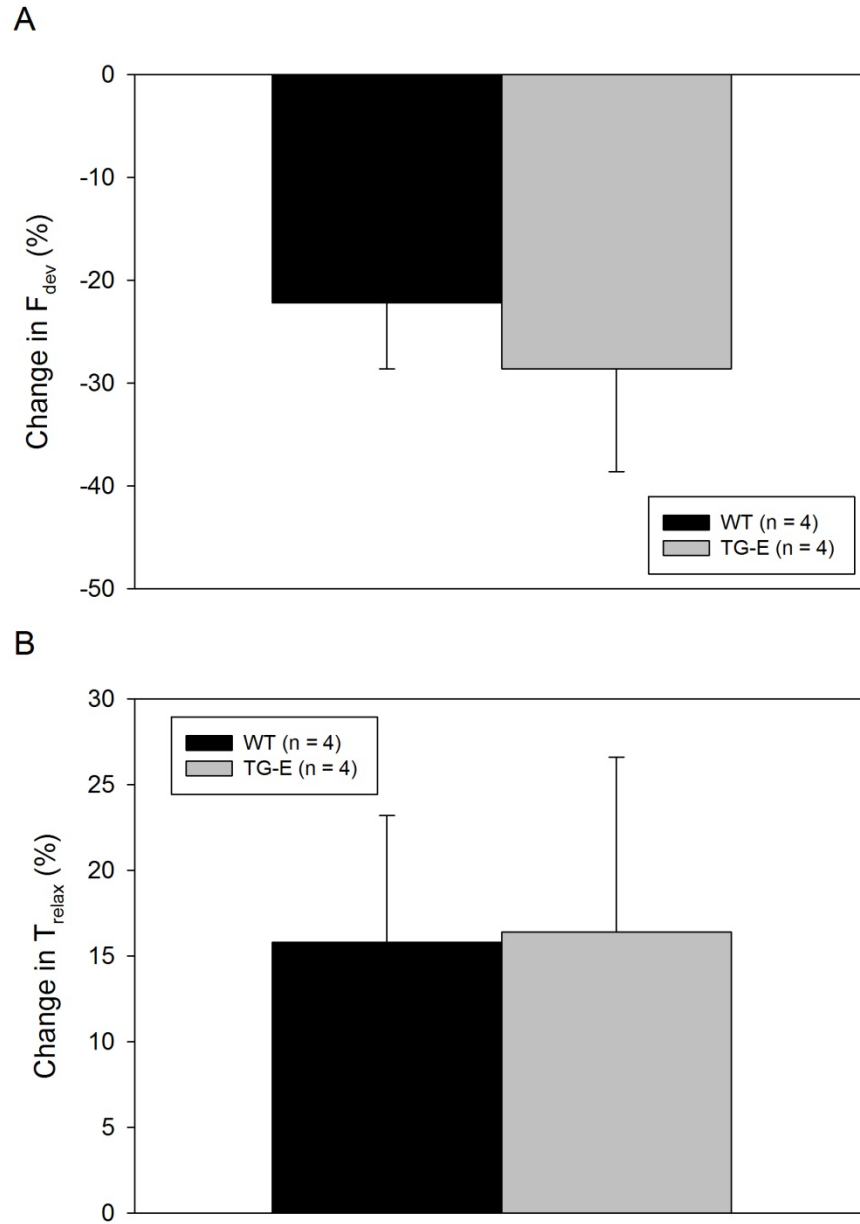 A
0
-10
-20
-30
-40
-50
Change in F_dev (%)
WT (n = 4)
TG-E (n = 4)
B
30
25
20
15
10
5
0
Change in T_relax (%)
WT (n = 4)
TG-E (n = 4)